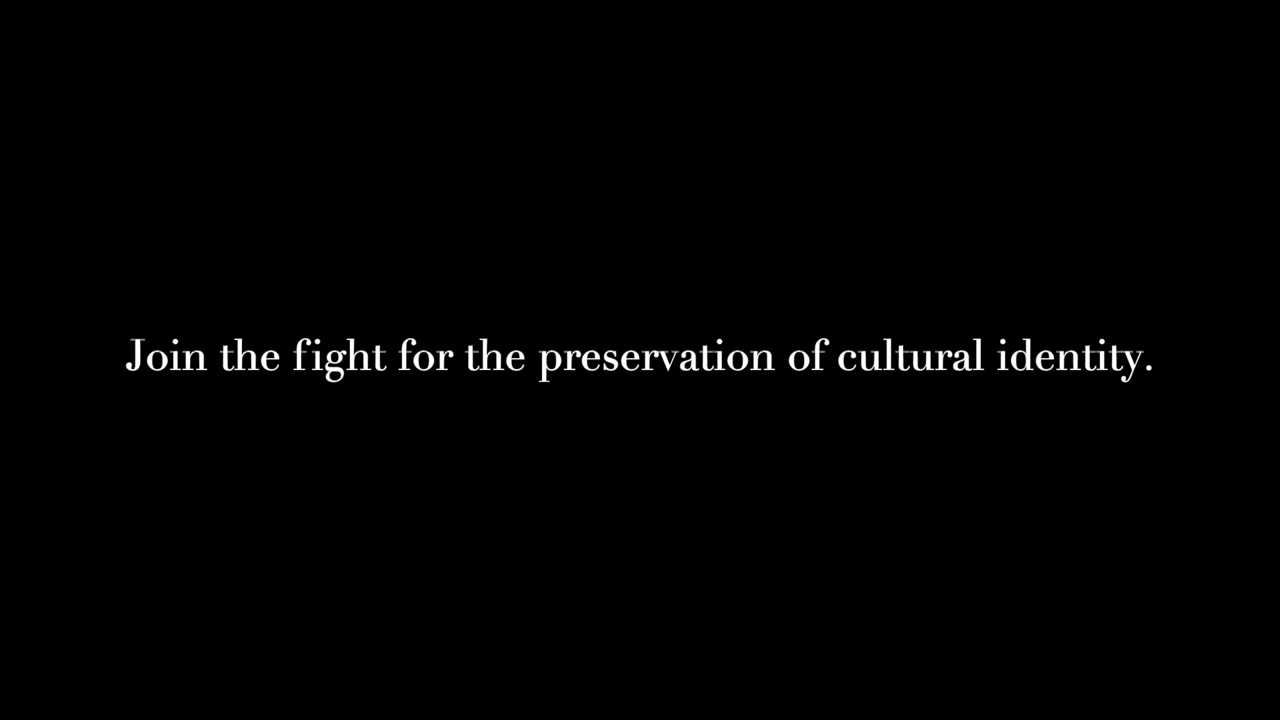 Join the fight for the preservation of cultural identity.